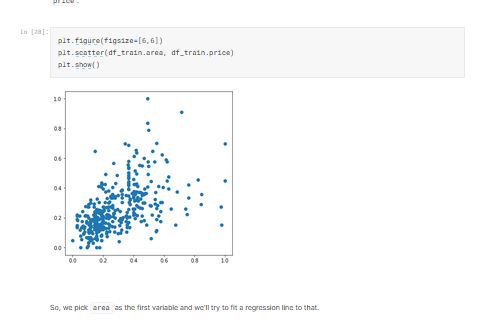 price .
In [28]:
plt.figure(figsize=[6,6])
plt.scatter(df_train.area, df_train.price)
plt.show()
1.0
0.8
0.6
0.4
0.2
0.0
0.0 0.2 0.4 0.6 0.8 1.0
So, we pick area as the first variable and we'll try to fit a regression line to that.